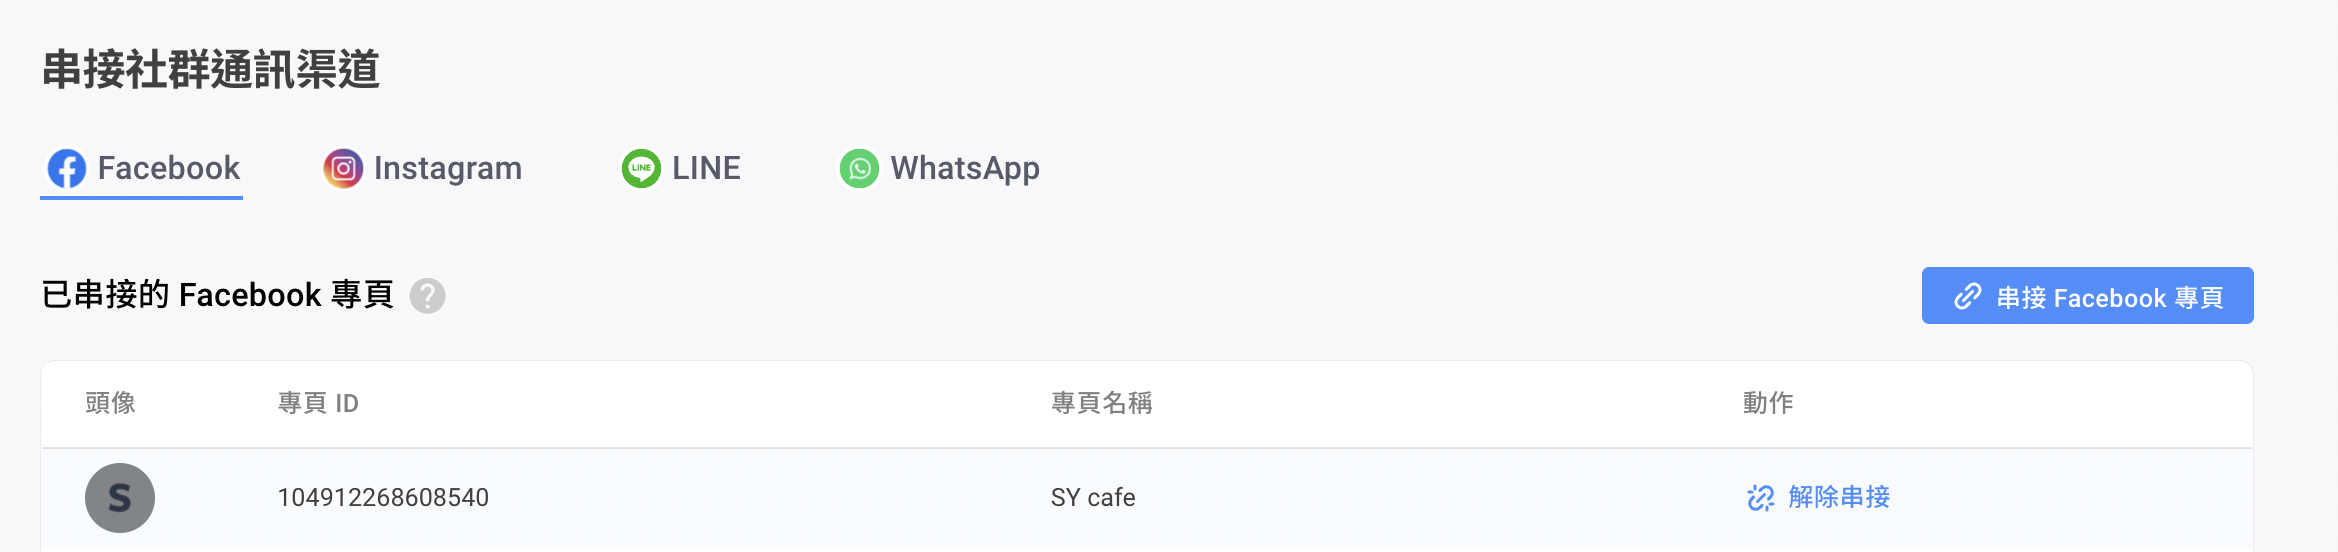 串接社群通訊渠道
Facebook Instagram LINE LINE WhatsApp
已串接的 Facebook 專頁 ?
串接 Facebook 專頁
頭像 專頁 ID 專頁名稱 動作
S 104912268608540 SY cafe 解除串接